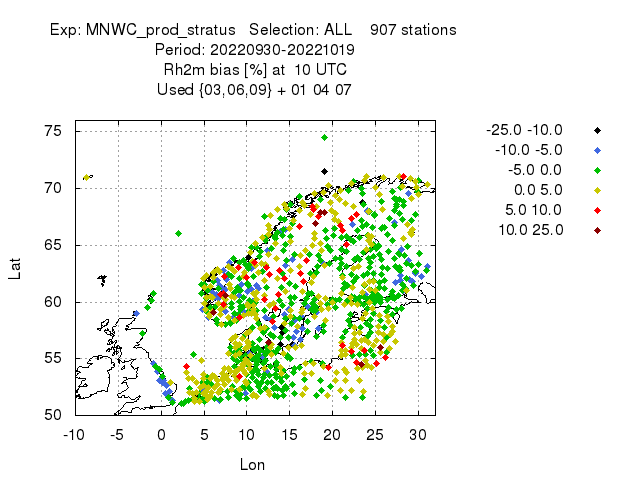 Exp: MNWC_prod_stratus   Selection: ALL    907 stations
Period: 20220930-20221019
Rh2m bias [%] at  10 UTC
Used {03,06,09} + 01 04 07
-25.0 -10.0
-10.0 -5.0
-5.0 0.0
0.0 5.0
5.0 10.0
10.0 25.0
75
70
65
60
55
50
Lat
-10 -5 0 5 10 15 20 25 30
Lon